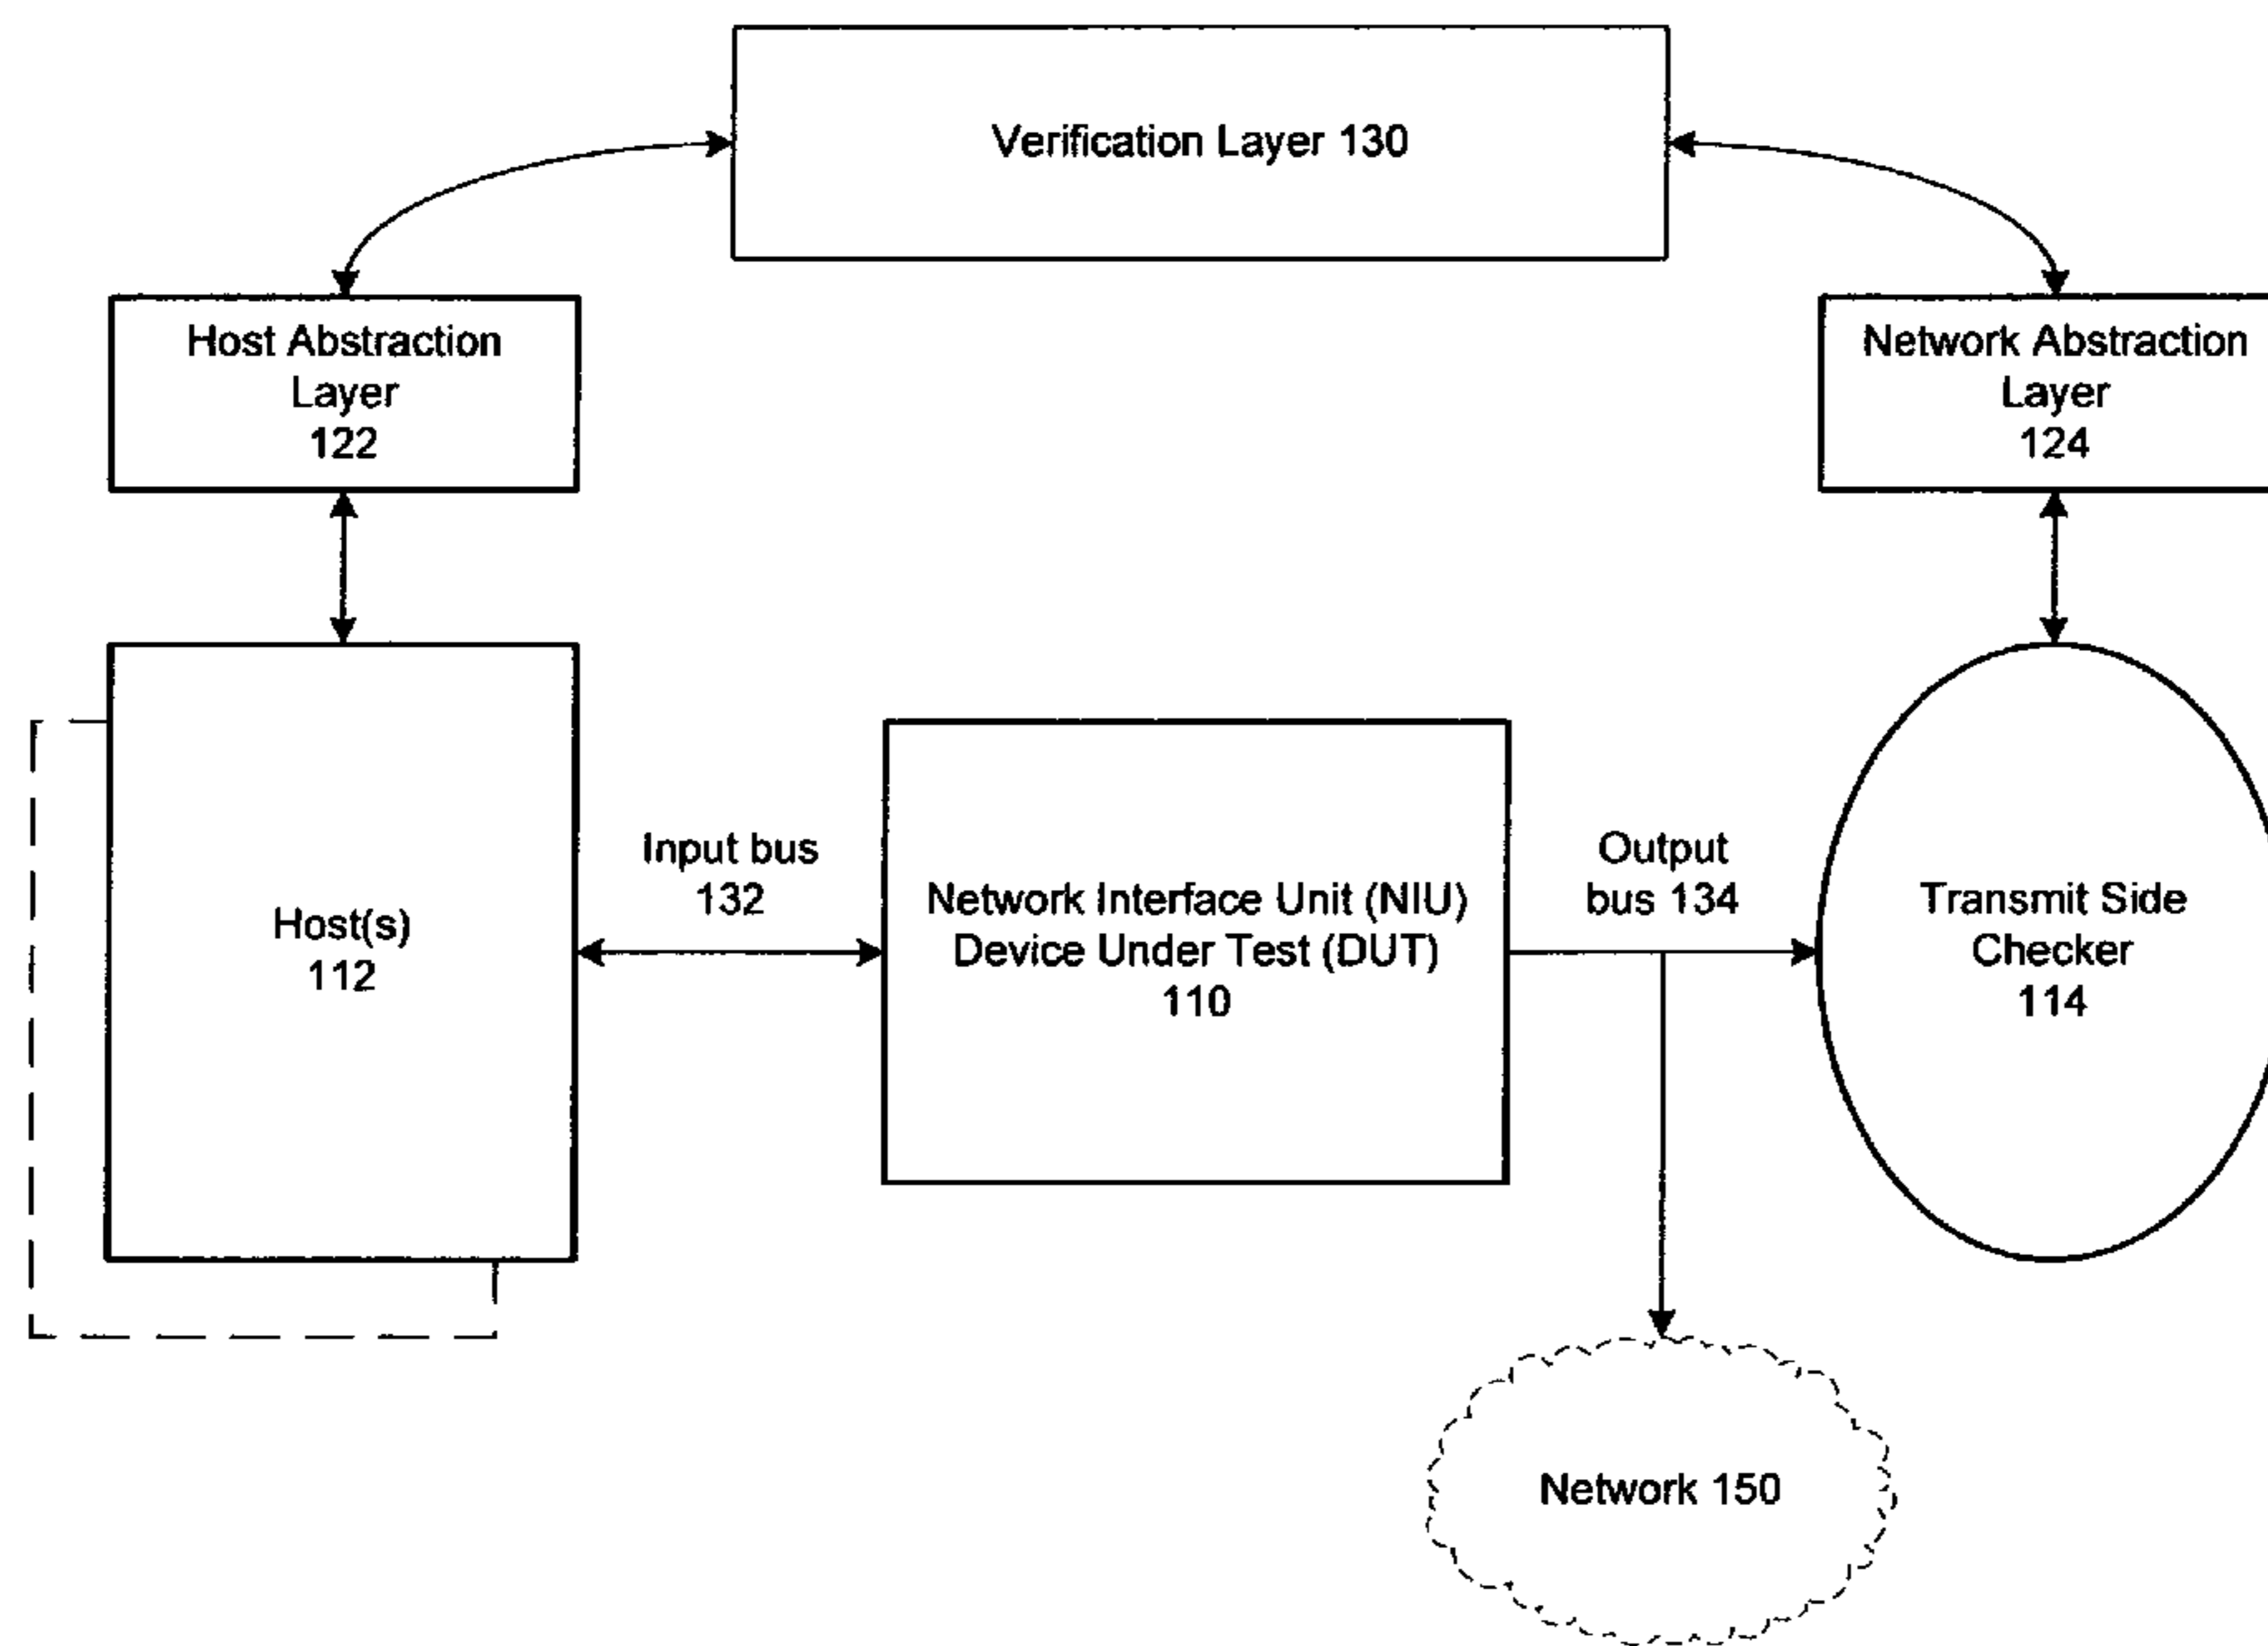 Verification Layer 130
Host Abstraction
Layer
122
Network Abstraction
Layer
124
Host(s)
112
Input bus
132
Network Interface Unit (NIU)
Device Under Test (DUT)
110
Output
bus 134
Transmit Side
Checker
114
Network 150